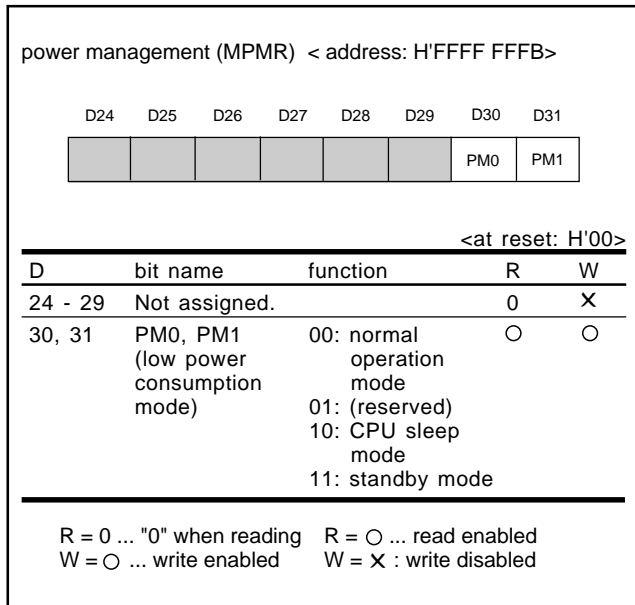 power management (MPMR) < address: H'FFFF FFFB>
D24 D25 D26 D27 D28 D29 D30 D31
PM0 PM1
<at reset: H'00>
D bit name function R W
24 - 29 Not assigned. 0 ×
30, 31 PM0, PM1 00: normal ○ ○
(low power operation
consumption mode
mode) 01: (reserved)
10: CPU sleep
mode
11: standby mode
R = 0 ... "0" when reading R = ○ ... read enabled
W = ○ ... write enabled W = × : write disabled